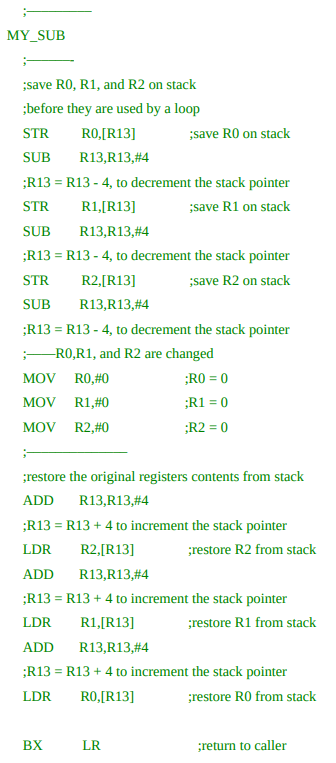 ;—————
MY_SUB
;———-
;save R0, R1, and R2 on stack
;before they are used by a loop
STR R0,[R13] ;save R0 on stack
SUB R13,R13,#4
;R13 = R13 - 4, to decrement the stack pointer
STR R1,[R13] ;save R1 on stack
SUB R13,R13,#4
;R13 = R13 - 4, to decrement the stack pointer
STR R2,[R13] ;save R2 on stack
SUB R13,R13,#4
;R13 = R13 - 4, to decrement the stack pointer
;——R0,R1, and R2 are changed
MOV R0,#0 ;R0 = 0
MOV R1,#0 ;R1 = 0
MOV R2,#0 ;R2 = 0
;———————
;restore the original registers contents from stack
ADD R13,R13,#4
;R13 = R13 + 4 to increment the stack pointer
LDR R2,[R13] ;restore R2 from stack
ADD R13,R13,#4
;R13 = R13 + 4 to increment the stack pointer
LDR R1,[R13] ;restore R1 from stack
ADD R13,R13,#4
;R13 = R13 + 4 to increment the stack pointer
LDR R0,[R13] ;restore R0 from stack
BX LR ;return to caller